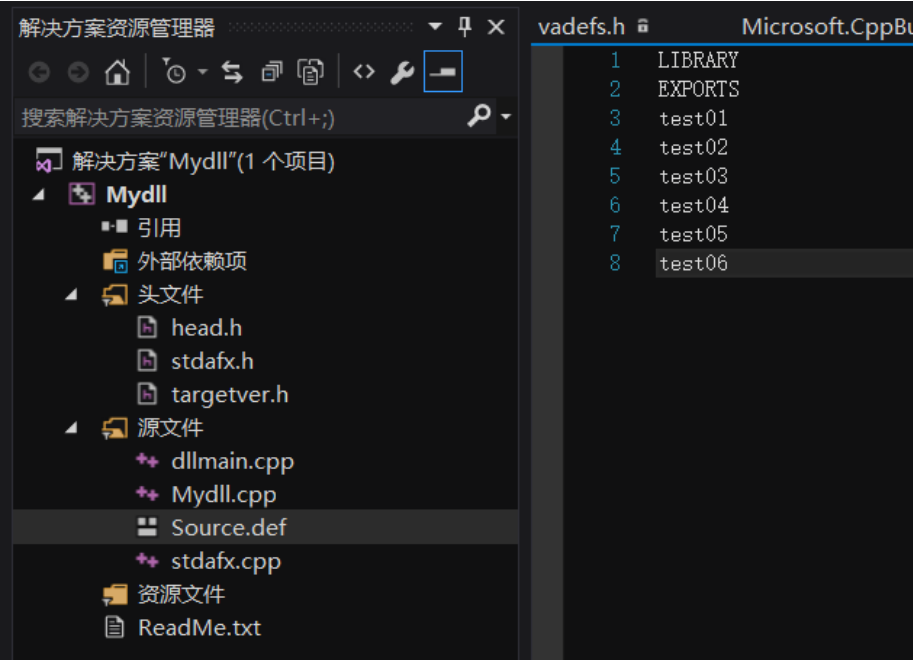 解决方案资源管理器
搜索解决方案资源管理器(Ctrl+;)
解决方案"Mydll"(1 个项目)
Mydll
引用
外部依赖项
头文件
head.h
stdafx.h
targetver.h
源文件
dllmain.cpp
Mydll.cpp
Source.def
stdafx.cpp
资源文件
ReadMe.txt
vadefs.h Microsoft.CppBu
1 LIBRARY
2 EXPORTS
3 test01
4 test02
5 test03
6 test04
7 test05
8 test06